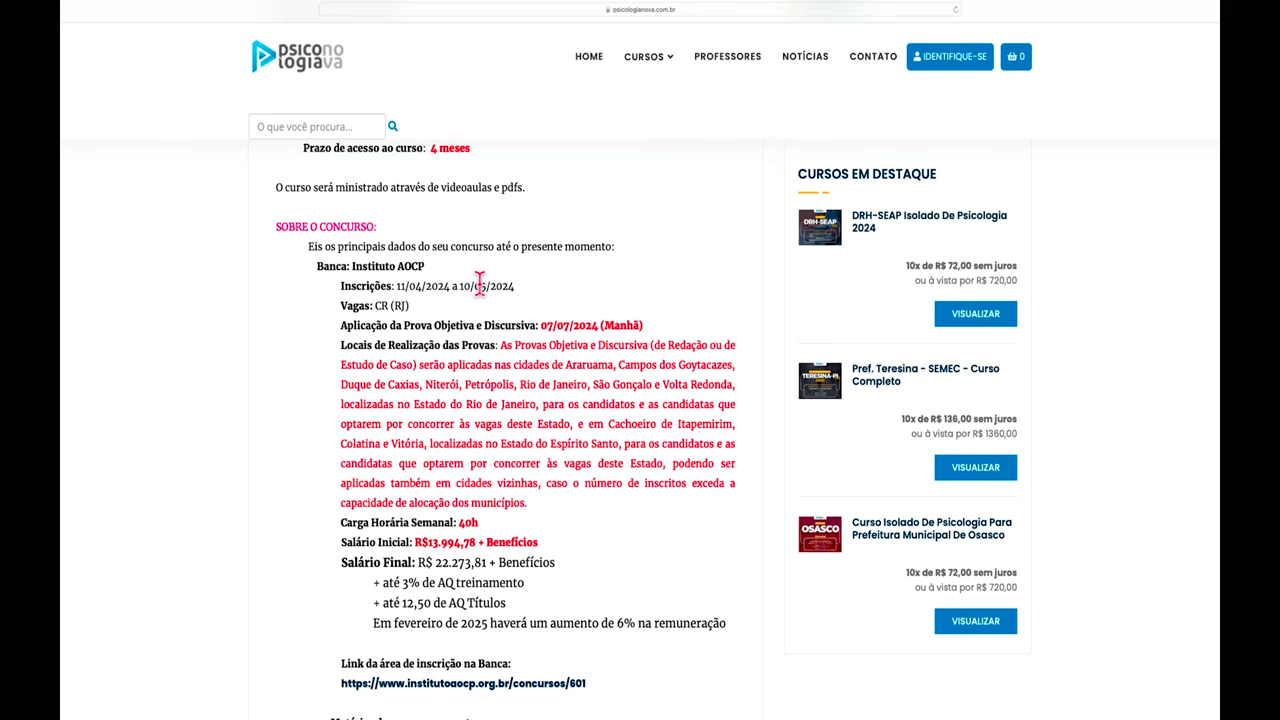 psicologianova.com.br
psicono
logiava
HOME
CURSOS
PROFESSORES
NOTÍCIAS
CONTATO
IDENTIFIQUE-SE
0
O que você procura...
Prazo de acesso ao curso: 4 meses
O curso será ministrado através de videoaulas e pdfs.
SOBRE O CONCURSO:
Eis os principais dados do seu concurso até o presente momento:
Banca: Instituto AOCP
Inscrições: 11/04/2024 a 10/05/2024
Vagas: CR (RJ)
Aplicação da Prova Objetiva e Discursiva: 07/07/2024 (Manhã)
Locais de Realização das Provas: As Provas Objetiva e Discursiva (de Redação ou de
Estudo de Caso) serão aplicadas nas cidades de Araruama, Campos dos Goytacazes,
Duque de Caxias, Niterói, Petrópolis, Rio de Janeiro, São Gonçalo e Volta Redonda,
localizadas no Estado do Rio de Janeiro, para os candidatos e as candidatas que
optarem por concorrer às vagas deste Estado, e em Cachoeiro de Itapemirim,
Colatina e Vitória, localizadas no Estado do Espírito Santo, para os candidatos e as
candidatas que optarem por concorrer às vagas deste Estado, podendo ser
aplicadas também em cidades vizinhas, caso o número de inscritos exceda a
capacidade de alocação dos municípios.
Carga Horária Semanal: 40h
Salário Inicial: R$13.994,78 + Benefícios
Salário Final: R$ 22.273,81 + Benefícios
+ até 3% de AQ treinamento
+ até 12,50 de AQ Títulos
Em fevereiro de 2025 haverá um aumento de 6% na remuneração
Link da área de inscrição na Banca:
https://www.institutoaocp.org.br/concursos/601
CURSOS EM DESTAQUE
DRH-SEAP
DRH-SEAP Isolado De Psicologia
2024
10x de R$ 72,00 sem juros
ou à vista por R$ 720,00
VISUALIZAR
TERESINA-PI
Pref. Teresina - SEMEC - Curso
Completo
10x de R$ 136,00 sem juros
ou à vista por R$ 1360,00
VISUALIZAR
OSASCO
Curso Isolado De Psicologia Para
Prefeitura Municipal De Osasco
10x de R$ 72,00 sem juros
ou à vista por R$ 720,00
VISUALIZAR